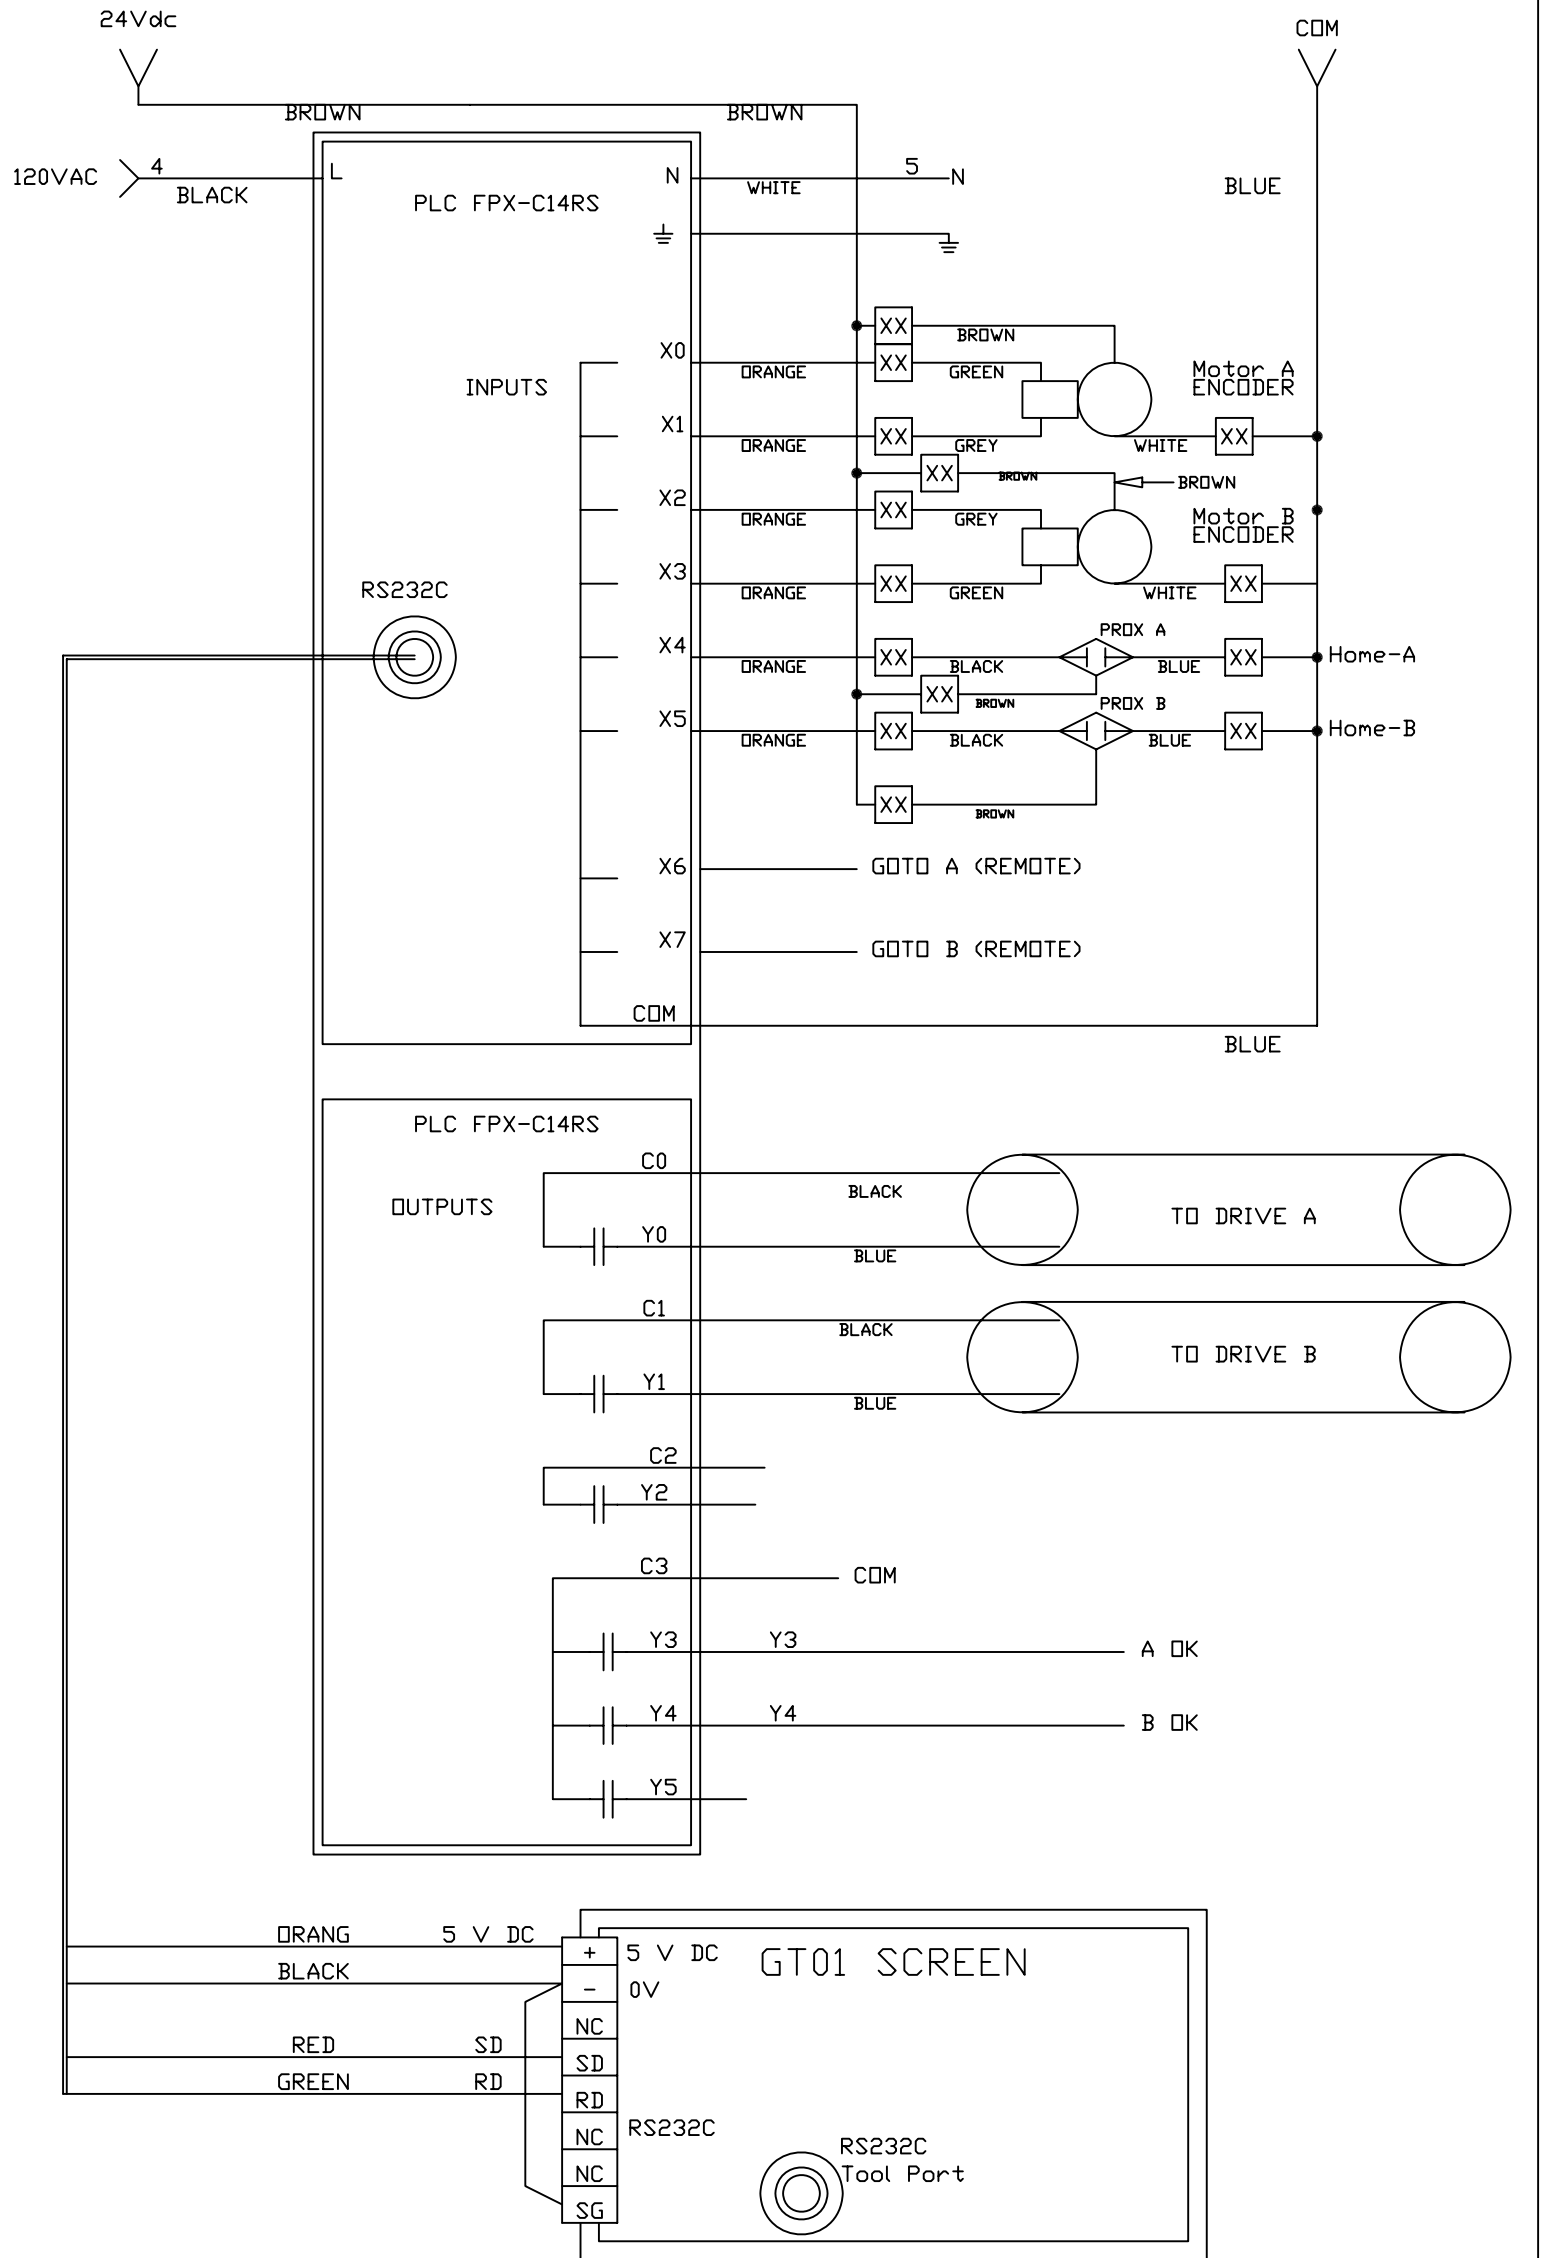 24Vdc
COM
BROWN
BROWN
120VAC
4
BLACK
L
N
WHITE
5
N
BLUE
PLC FPX-C14RS
INPUTS
XX
BROWN
X0
ORANGE
XX
GREEN
Motor A
ENCODER
X1
ORANGE
XX
GREY
WHITE
XX
XX
BROWN
BROWN
X2
ORANGE
XX
GREY
Motor B
ENCODER
X3
ORANGE
XX
GREEN
WHITE
XX
RS232C
PROX A
X4
ORANGE
XX
BLACK
BLUE
XX
Home-A
XX
BROWN
PROX B
X5
ORANGE
XX
BLACK
BLUE
XX
Home-B
XX
BROWN
X6
GOTO A (REMOTE)
X7
GOTO B (REMOTE)
COM
BLUE
PLC FPX-C14RS
OUTPUTS
C0
BLACK
Y0
BLUE
TO DRIVE A
C1
BLACK
Y1
BLUE
TO DRIVE B
C2
Y2
C3
COM
Y3
Y3
A OK
Y4
Y4
B OK
Y5
ORANG
5 V DC
+
5 V DC
GT01 SCREEN
BLACK
-
0V
NC
RED
SD
SD
GREEN
RD
RD
RS232C
NC
NC
SG
RS232C
Tool Port